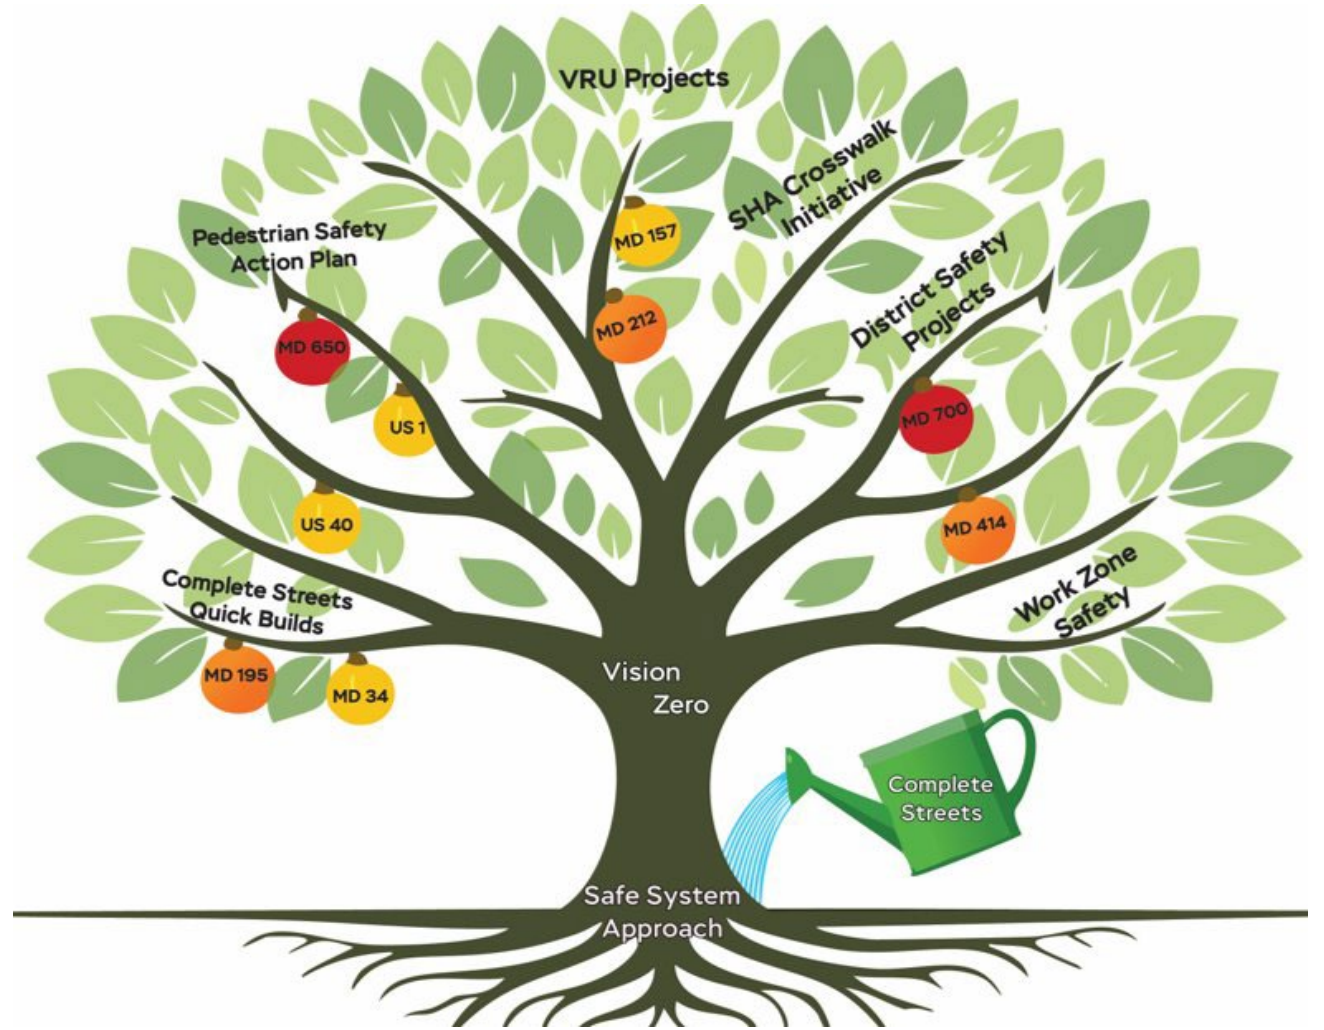 VRU Projects
SHA Crosswalk
Initiative
Pedestrian Safety
Action Plan
MD 157
District Safety
Projects
MD 212
MD 650
US 1
MD 700
US 40
MD 414
Complete Streets
Quick Builds
Work Zone
Safety
MD 195
MD 34
Vision
Zero
Complete
Streets
Safe System
Approach